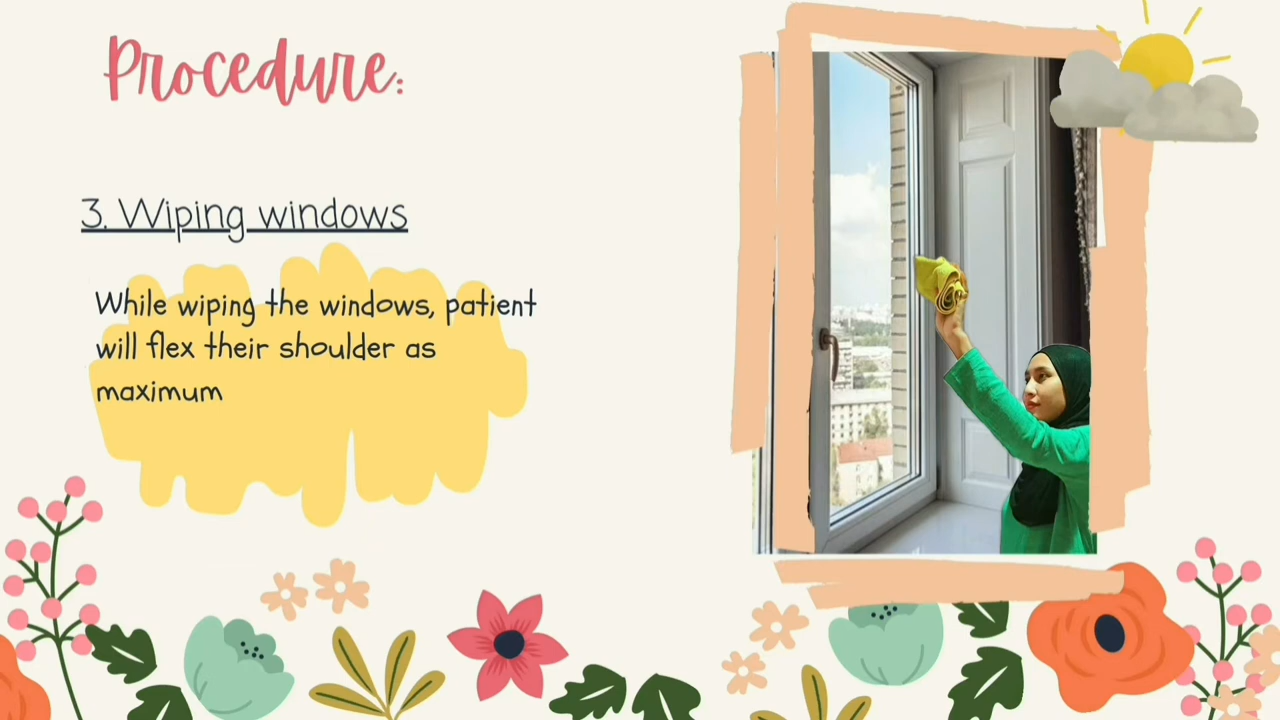 Procedure:
3. Wiping windows
While wiping the windows, patient
will flex their shoulder as
maximum